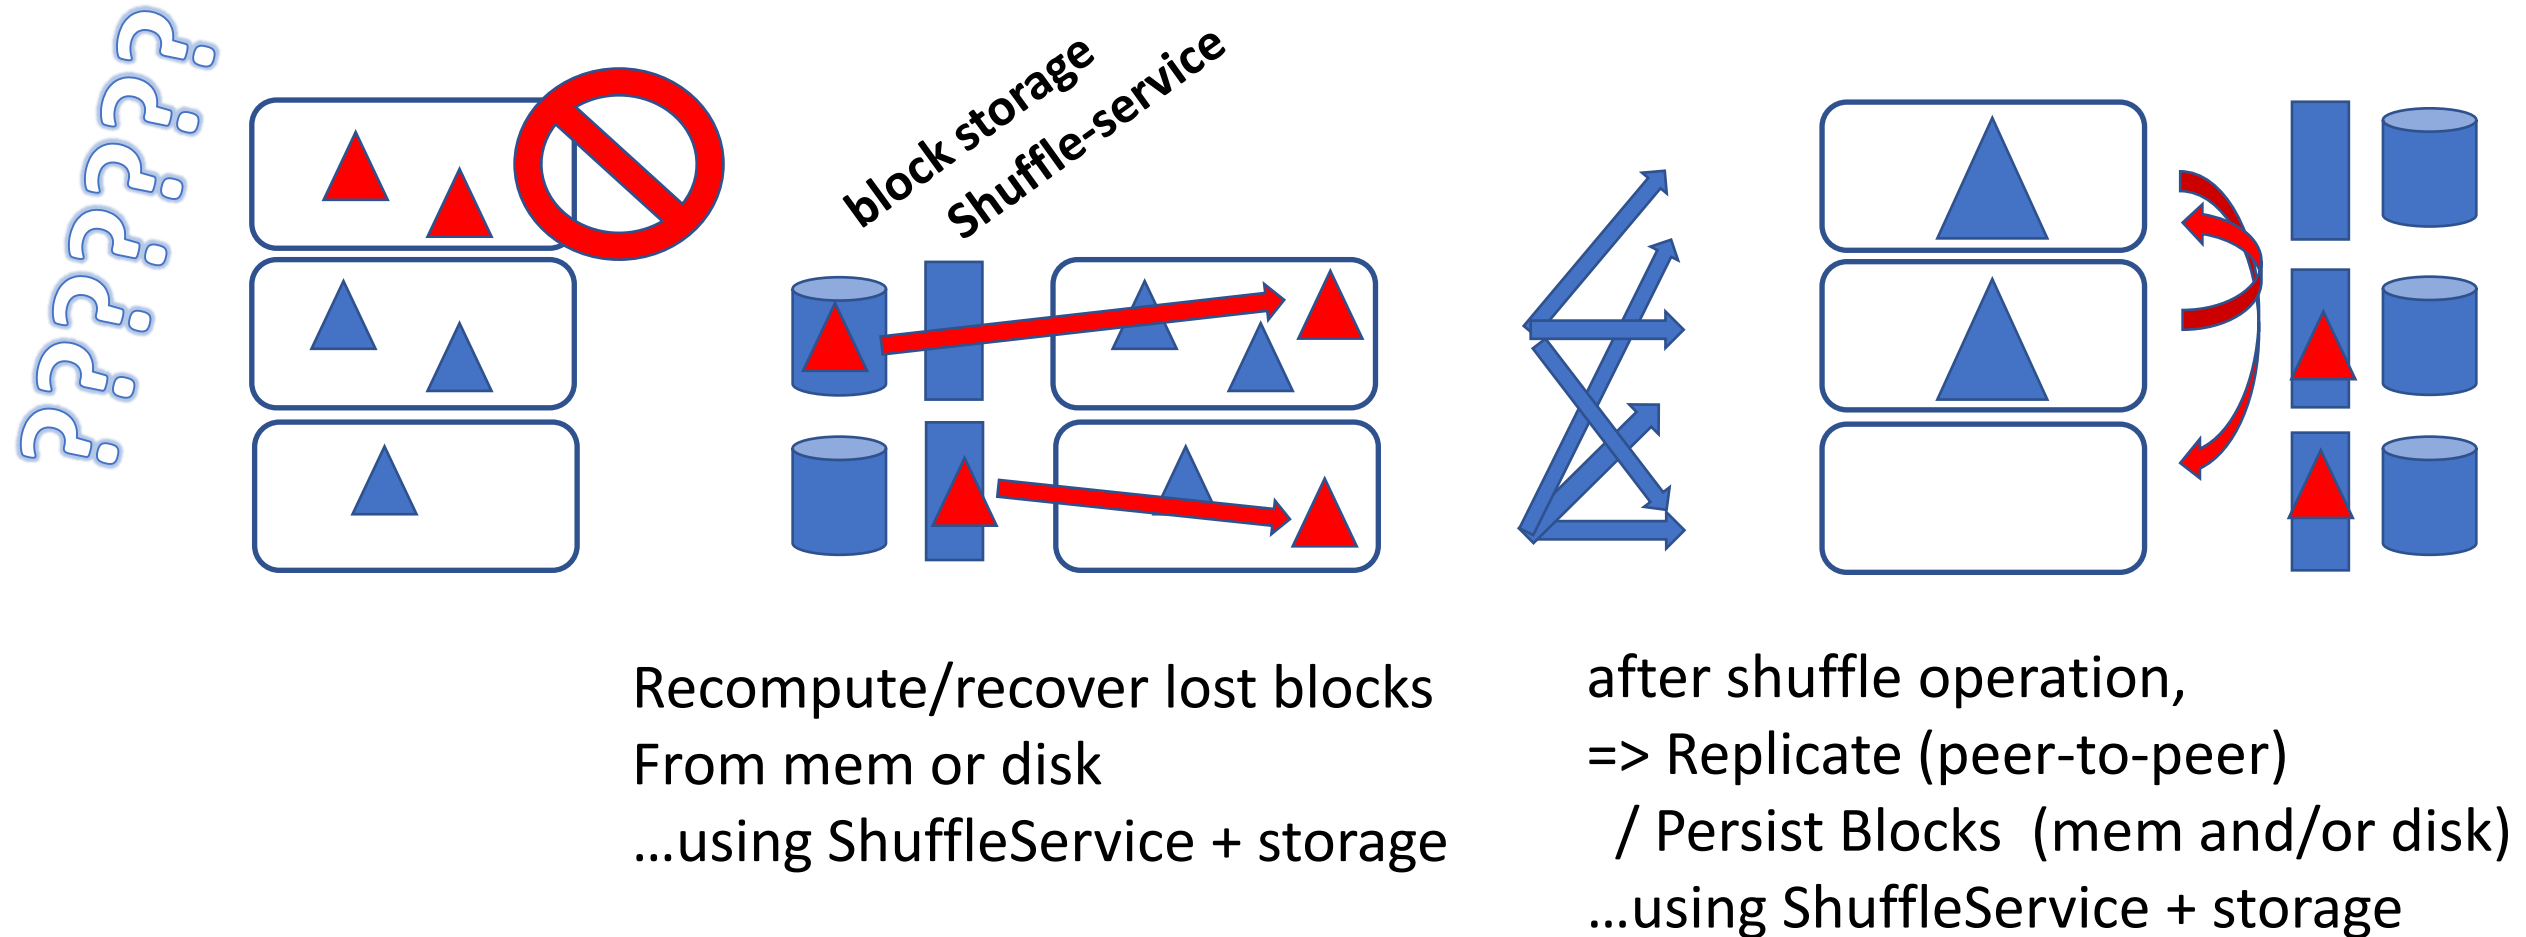 ???????
block storage
Shuffle-service
Recompute/recover lost blocks
From mem or disk
...using ShuffleService + storage
after shuffle operation,
=> Replicate (peer-to-peer)
/ Persist Blocks (mem and/or disk)
...using ShuffleService + storage